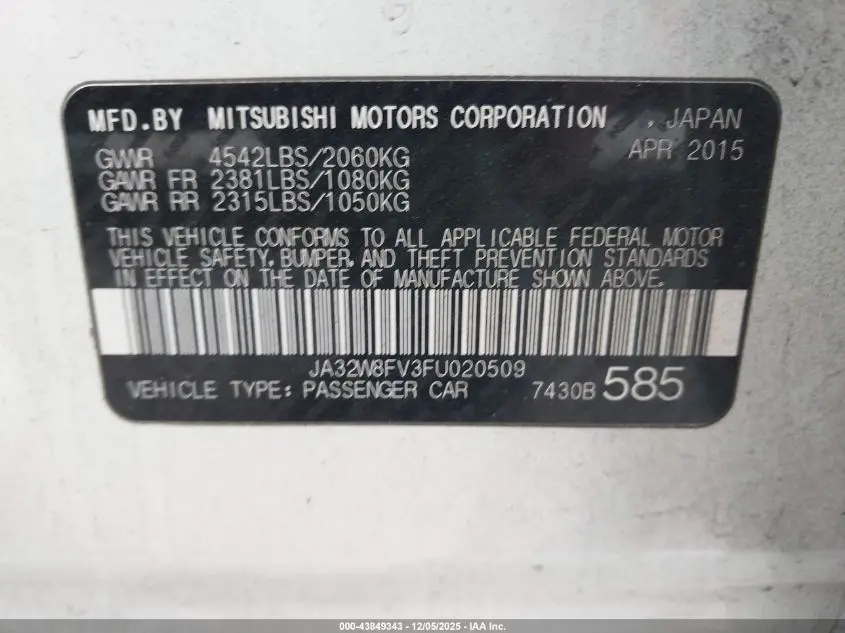 MFD.BY MITSUBISHI MOTORS CORPORATION , JAPAN
GVWR 4542LBS/2060KG APR 2015
GAWR FR 2381LBS/1080KG
GAWR RR 2315LBS/1050KG
THIS VEHICLE CONFORMS TO ALL APPLICABLE FEDERAL MOTOR
VEHICLE SAFETY, BUMPER, AND THEFT PREVENTION STANDARDS
IN EFFECT ON THE DATE OF MANUFACTURE SHOWN ABOVE.
JA32W8FV3FU020509
VEHICLE TYPE: PASSENGER CAR 7430B 585
000-43849343 - 12/05/2025 - IAA Inc.